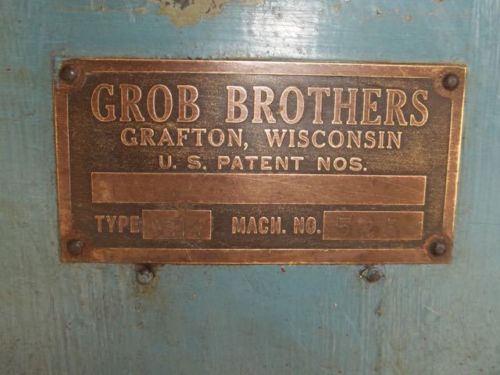 GROB BROTHERS
GRAFTON, WISCONSIN
U. S. PATENT NOS.
TYPE MACH. NO.